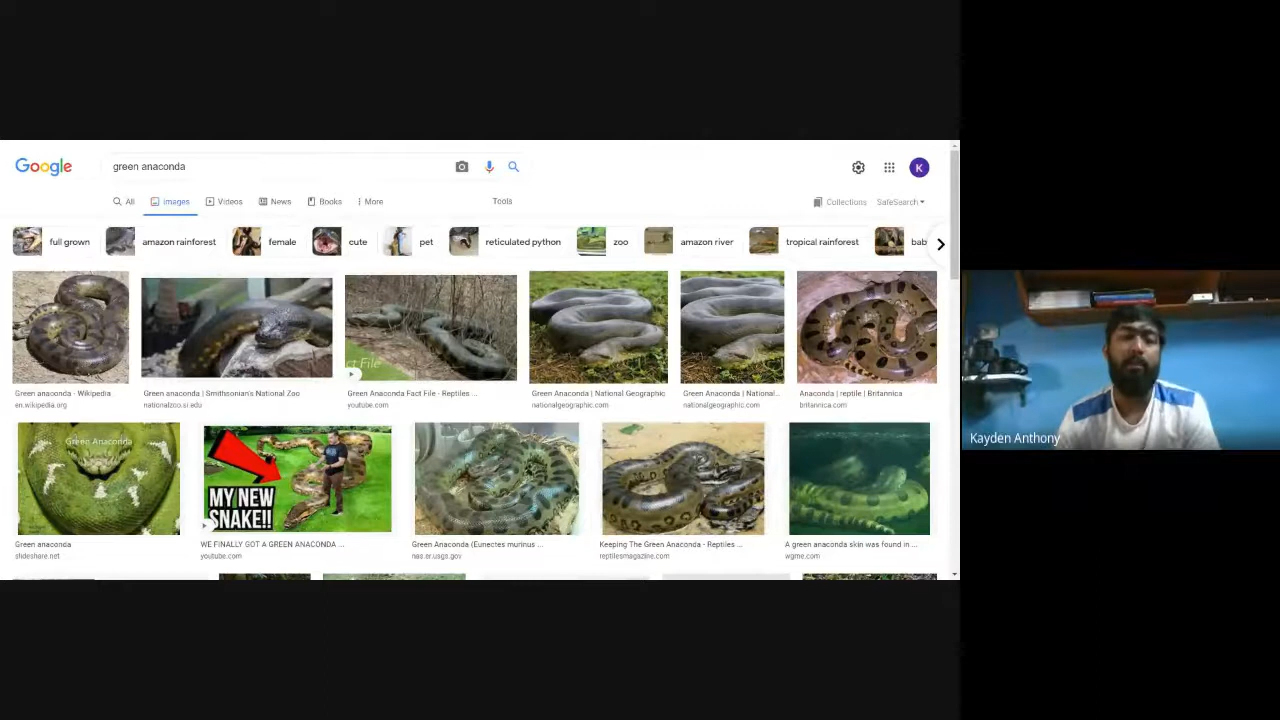 Google
green anaconda
All
Images
Videos
News
Books
More
Tools
Collections
SafeSearch
full grown
amazon rainforest
female
cute
pet
reticulated python
zoo
amazon river
tropical rainforest
bab
K
Fact File
Green anaconda - Wikipedia
en.wikipedia.org
Green anaconda | Smithsonian's National Zoo
nationalzoo.si.edu
Green Anaconda Fact File - Reptiles ...
youtube.com
Green Anaconda | National Geographic
nationalgeographic.com
Green Anaconda | National...
nationalgeographic.com
Anaconda | reptile | Britannica
britannica.com
Green Anaconda
MY NEW
SNAKE!!
Green anaconda
slideshare.net
WE FINALLY GOT A GREEN ANACONDA ...
youtube.com
Green Anaconda (Eunectes murinus ...
nas.er.usgs.gov
Keeping The Green Anaconda - Reptiles ...
reptilesmagazine.com
A green anaconda skin was found in ...
wgme.com
Kayden Anthony